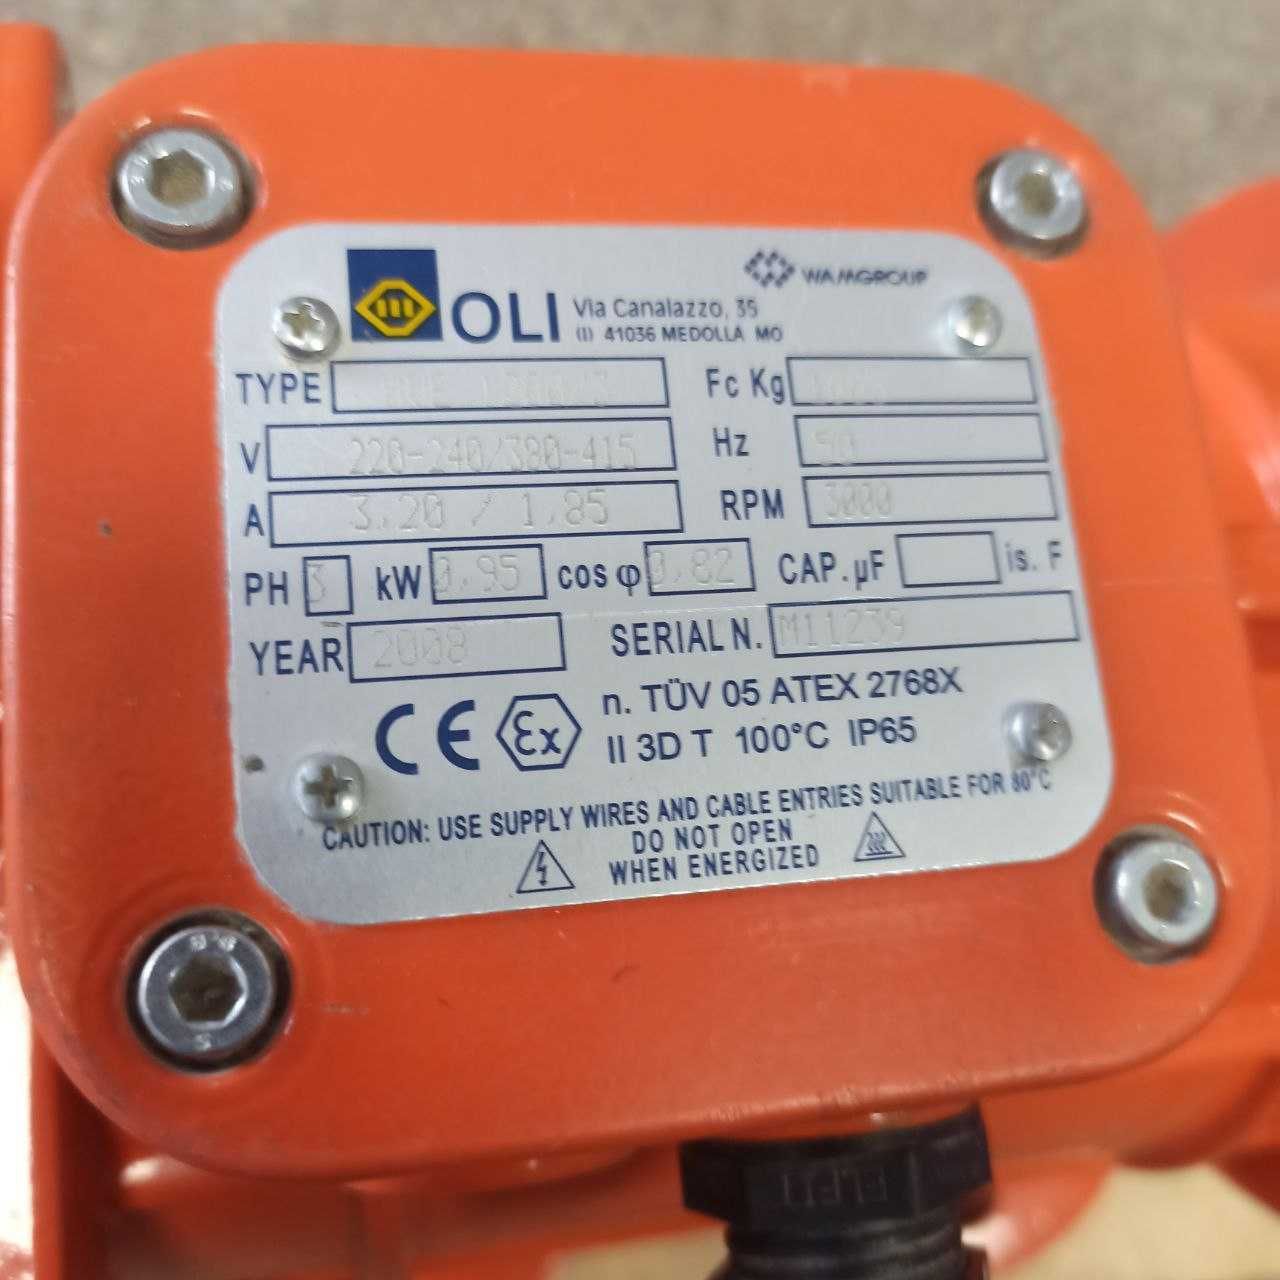 OLI
Via Canalazzo, 39
(I) 41036 MEDOLLA MO
WAMGROUP
TYPE Fc Kg
V 220-240/380-415 Hz 50
A 3.20 / 1.85 RPM 3000
PH 3 kW 0.95 cos φ 0.82 CAP.µF is. F
YEAR 2008 SERIAL N. M11239
CE Ex n. TÜV 05 ATEX 2768X
II 3D T 100°C IP65
CAUTION: USE SUPPLY WIRES AND CABLE ENTRIES SUITABLE FOR 80°C
DO NOT OPEN
WHEN ENERGIZED